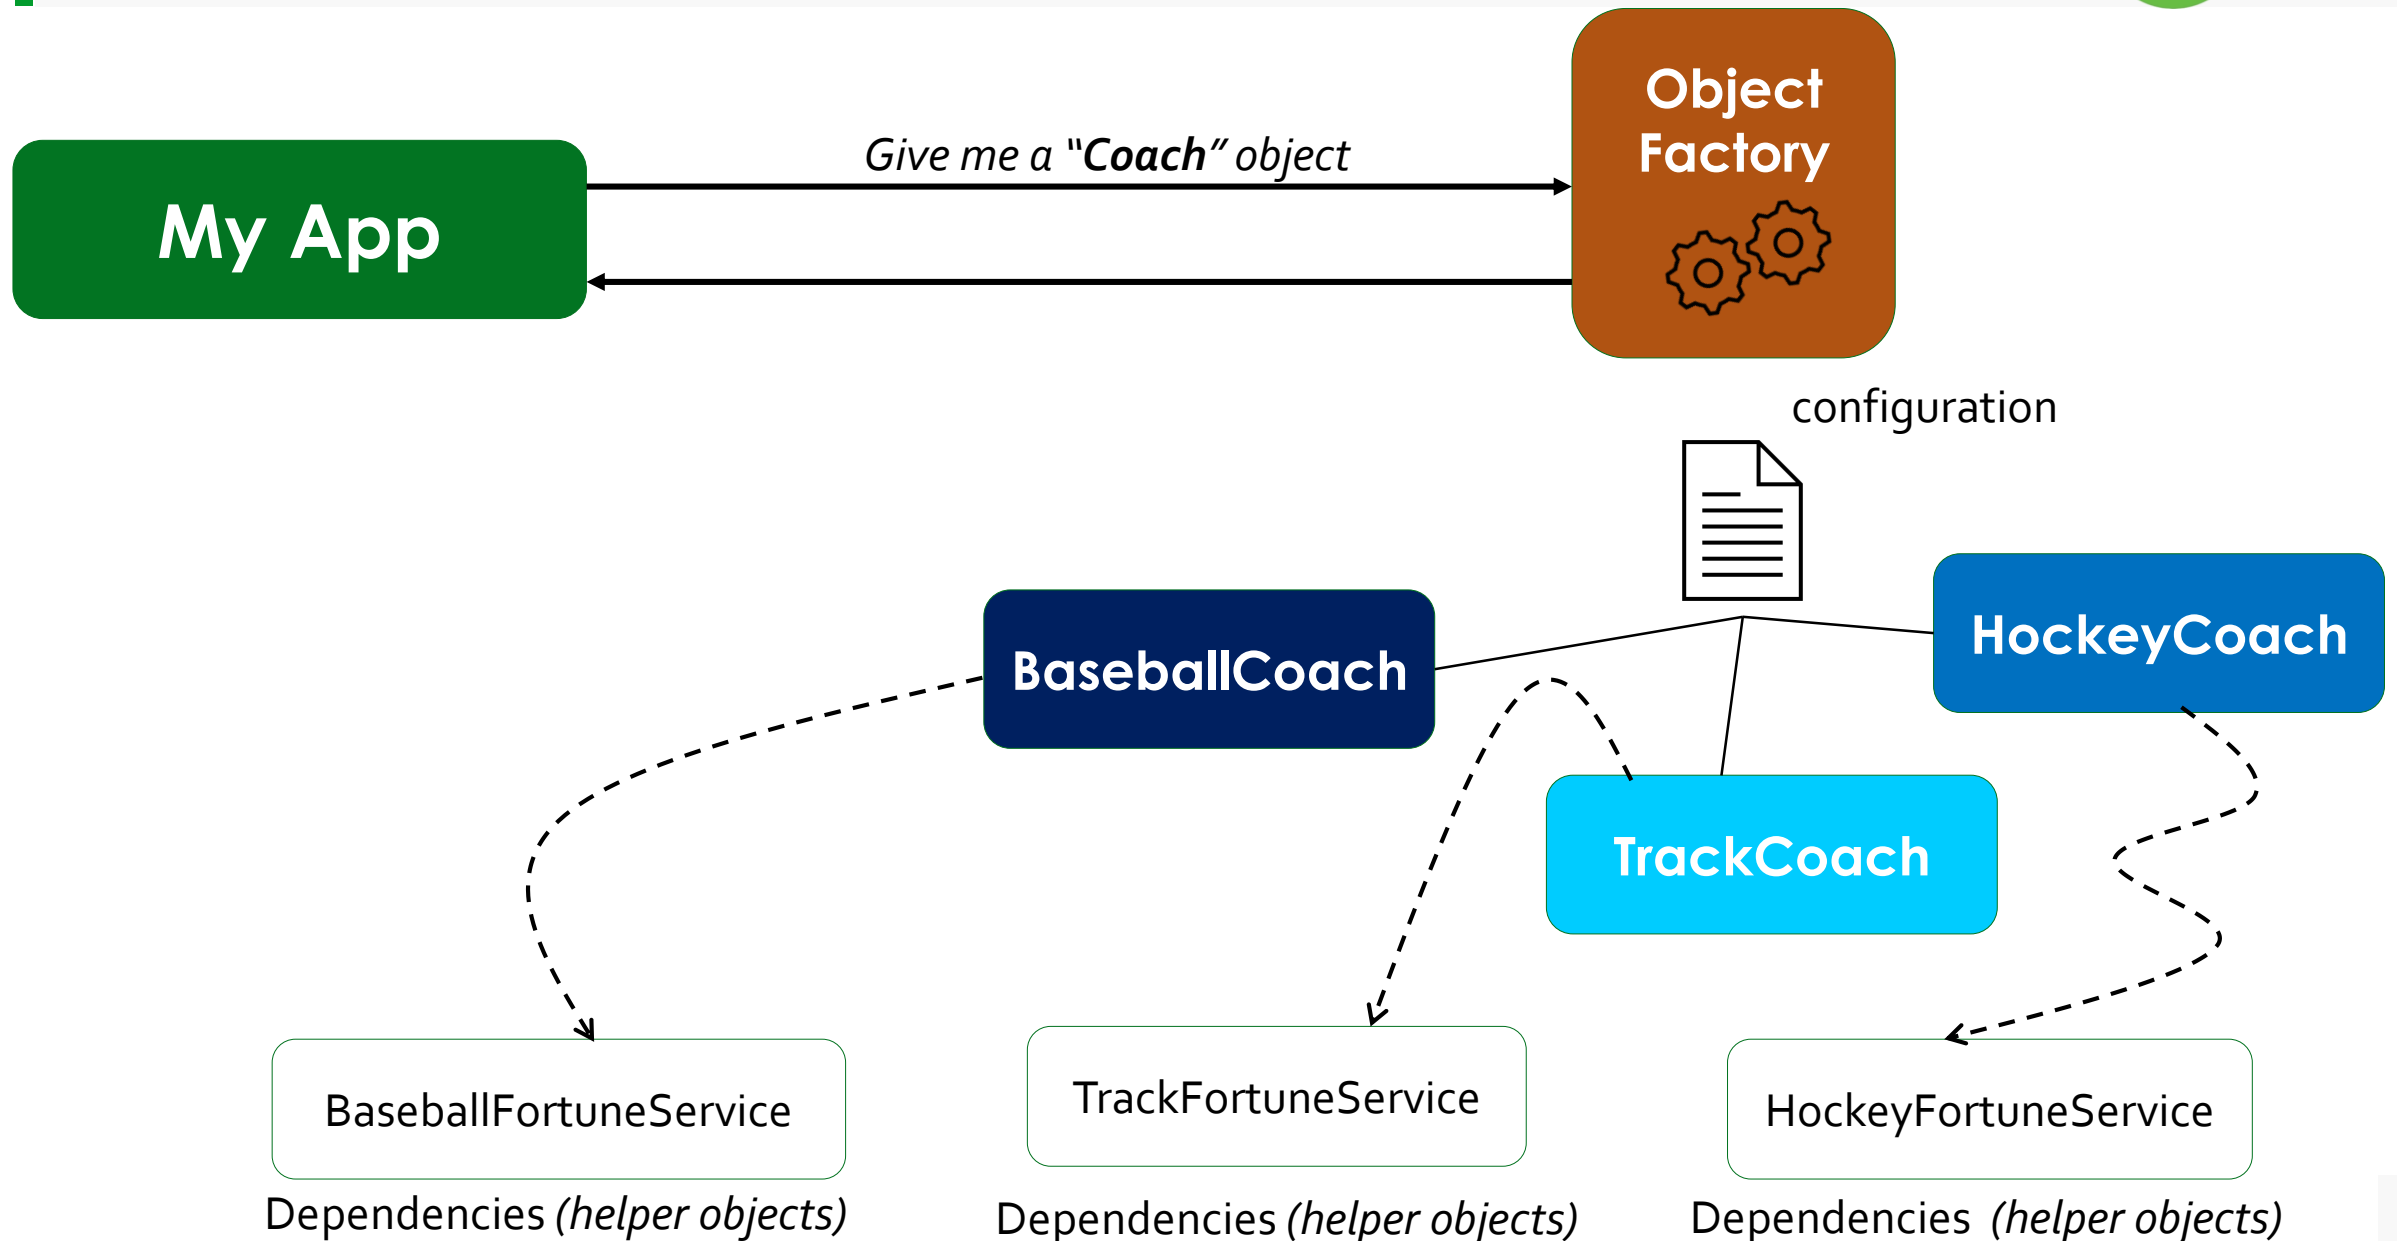 Object
Factory
Give me a “Coach” object
My App
configuration
HockeyCoach
BaseballCoach
TrackCoach
BaseballFortuneService
TrackFortuneService
HockeyFortuneService
Dependencies (helper objects)
Dependencies (helper objects)
Dependencies (helper objects)